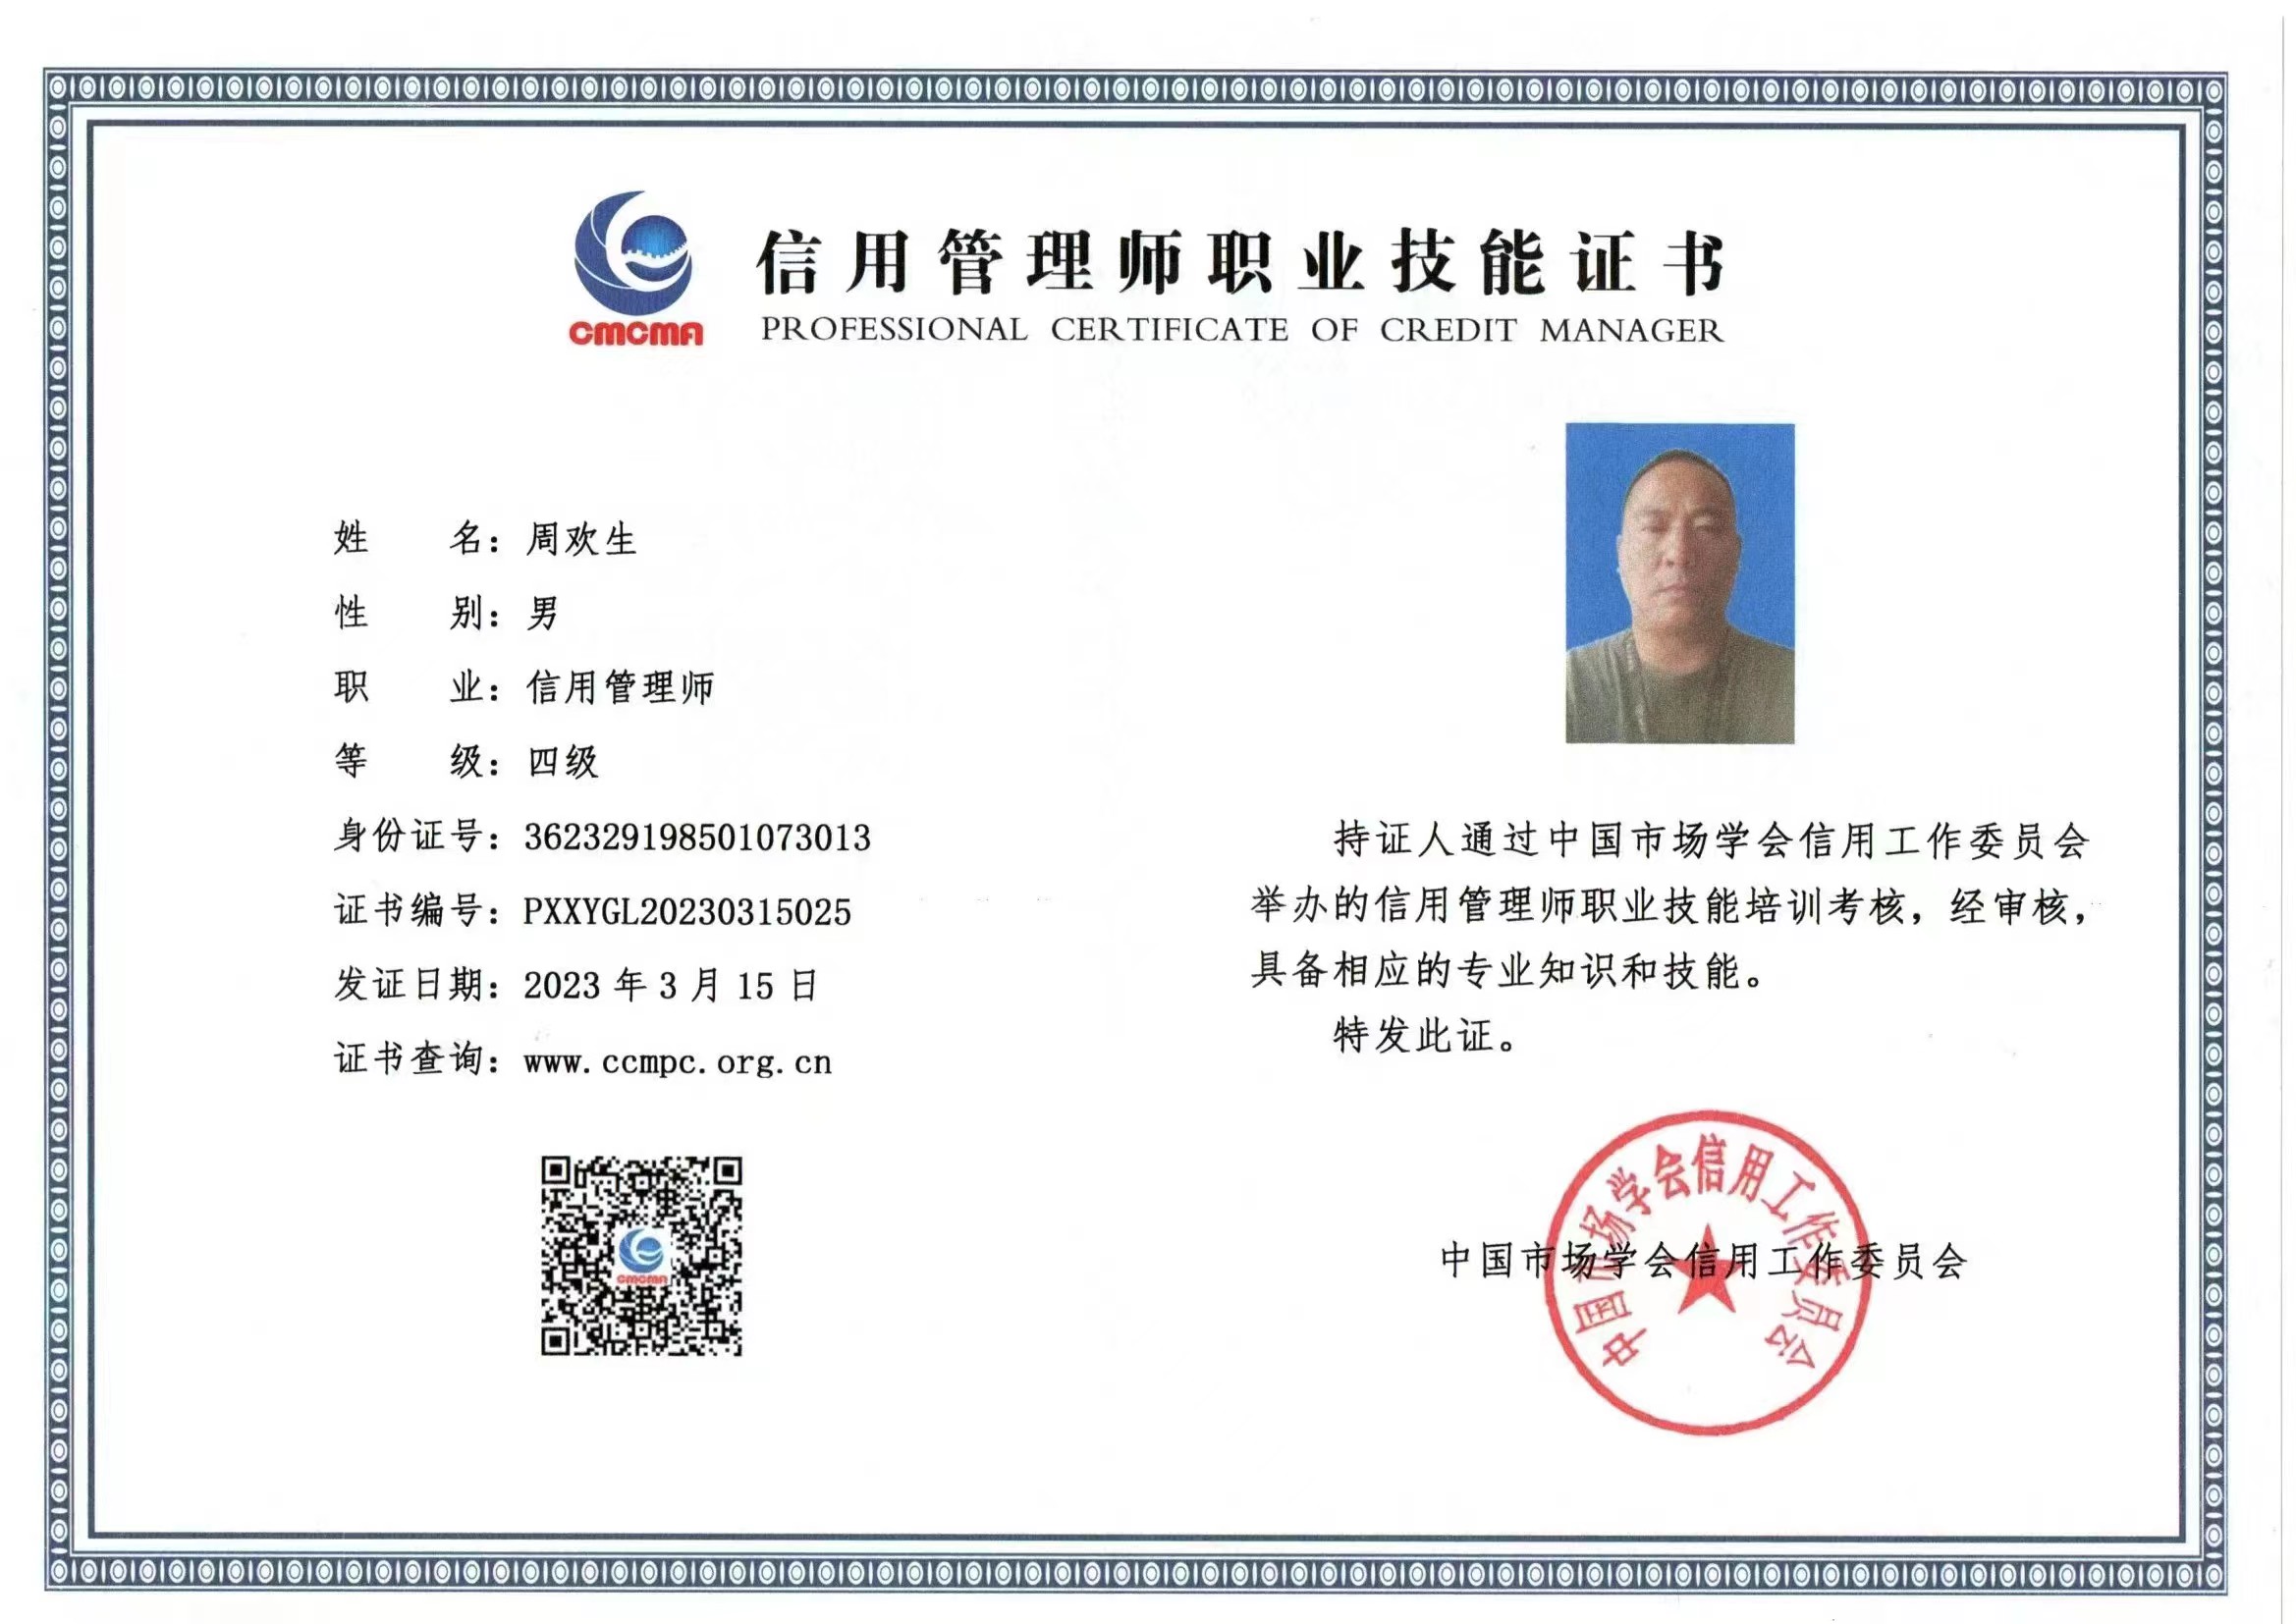 CMCMA
信用管理师职业技能证书
PROFESSIONAL CERTIFICATE OF CREDIT MANAGER
姓 名：周欢生
性 别：男
职 业：信用管理师
等 级：四级
身份证号：362329198501073013
证书编号：PXXYGL20230315025
发证日期：2023 年 3 月 15 日
证书查询：www.ccmpc.org.cn
CMCMA
持证人通过中国市场学会信用工作委员会
举办的信用管理师职业技能培训考核，经审核，
具备相应的专业知识和技能。
特发此证。
中国市场学会信用工作委员会
中国市场学会信用工作委员会